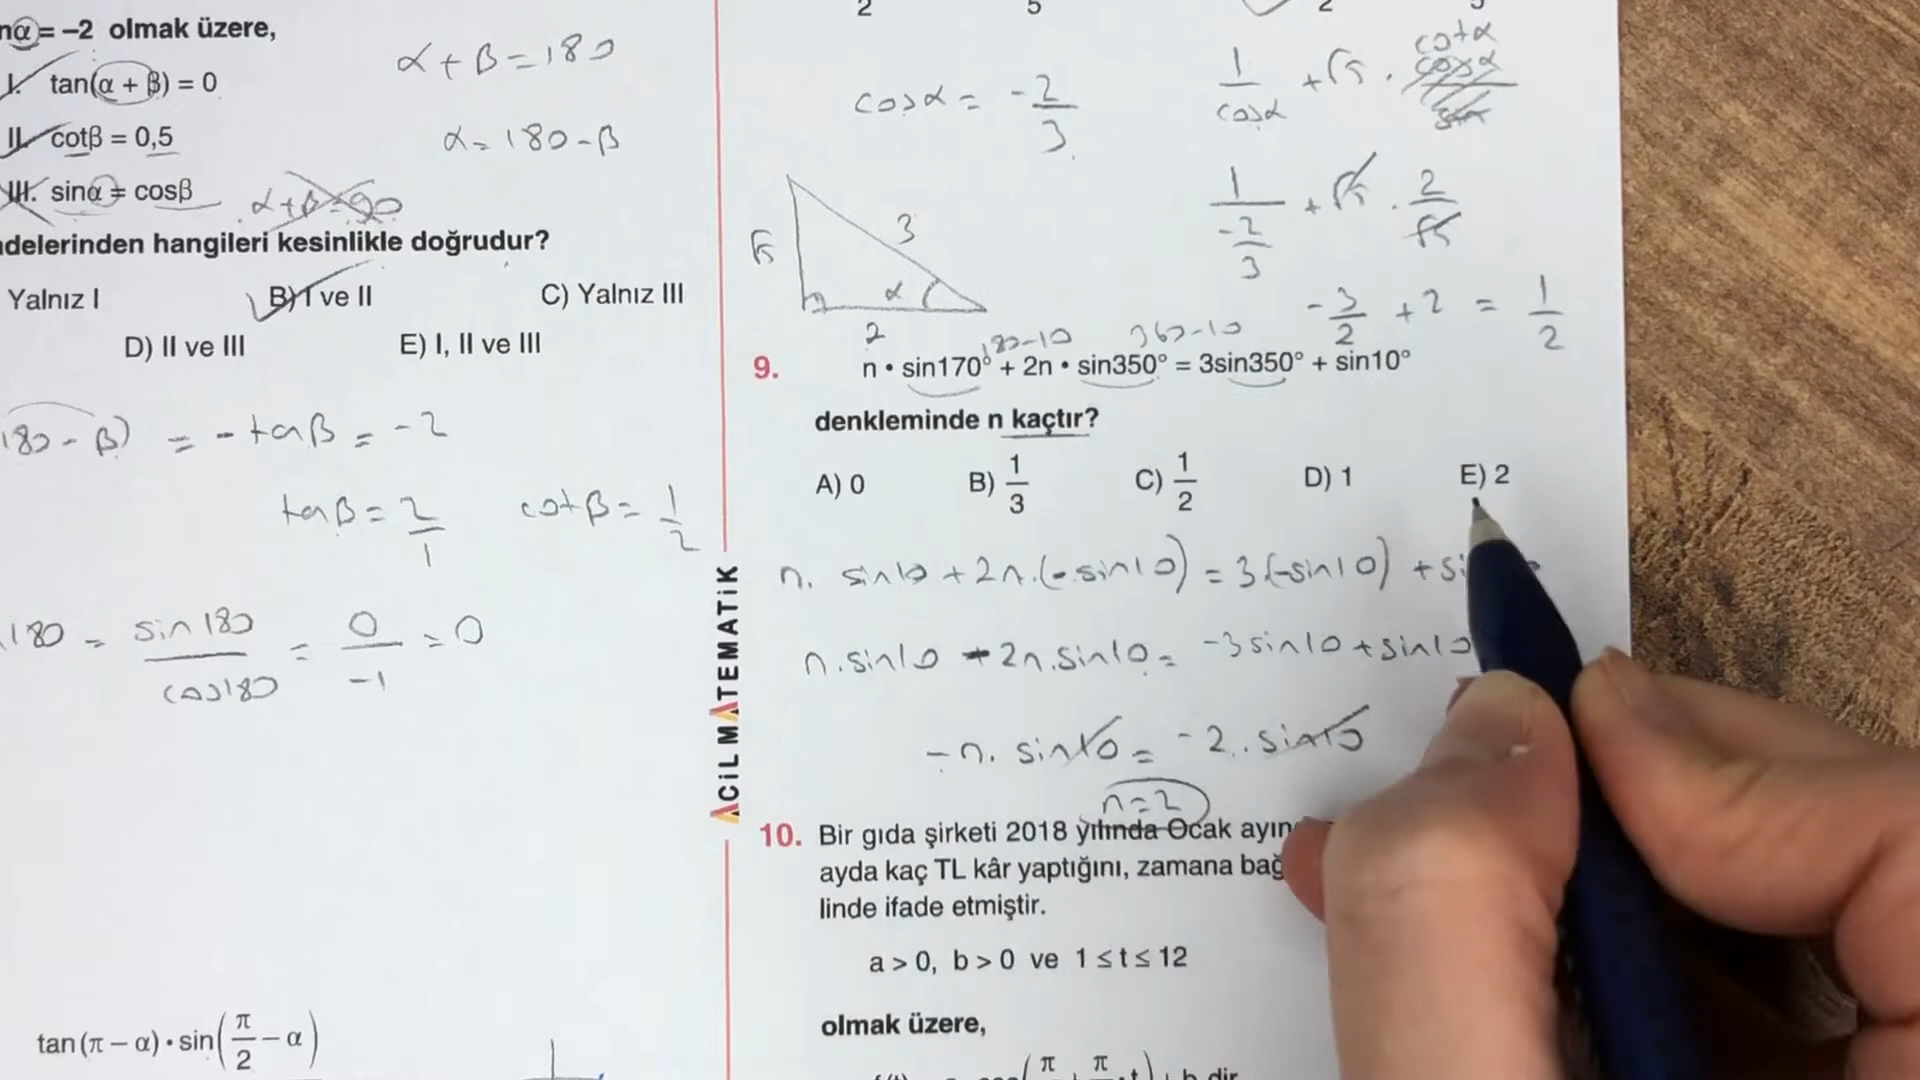 α = -2 olmak üzere,
α + β = 180
I. tan(α + β) = 0
II. cotβ = 0,5
α = 180 - β
III. sinα = cosβ
α + β = 90
delerinden hangileri kesinlikle doğrudur?
Yalnız I
B) I ve II
C) Yalnız III
D) II ve III
E) I, II ve III
180 - β) = - tanβ = -2
tanβ = 2/1 cotβ = 1/2
180 = sin180/cos180 = 0/-1 = 0
tan(π - α) • sin(π/2 - α)
ACİL MATEMATİK
2 5 2
cosα = -2/3
1/cosα + √5 . cotα
√5 3 α 2
1/(-2/3) + √5 . 2/√5
-3/2 + 2 = 1/2
180-10 360-10
9. n • sin170° + 2n • sin350° = 3sin350° + sin10°
denkleminde n kaçtır?
A) 0 B) 1/3 C) 1/2 D) 1 E) 2
n. sin10 + 2n.(-sin10) = 3.(-sin10) +
n.sin10 - 2n.sin10 = -3sin10 + sin10
-n. sin10 = -2. sin10
n=2
10. Bir gıda şirketi 2018 yılında Ocak
ayda kaç TL kâr yaptığını, zamana
linde ifade etmiştir.
a > 0, b > 0 ve 1 ≤ t ≤ 12
olmak üzere,